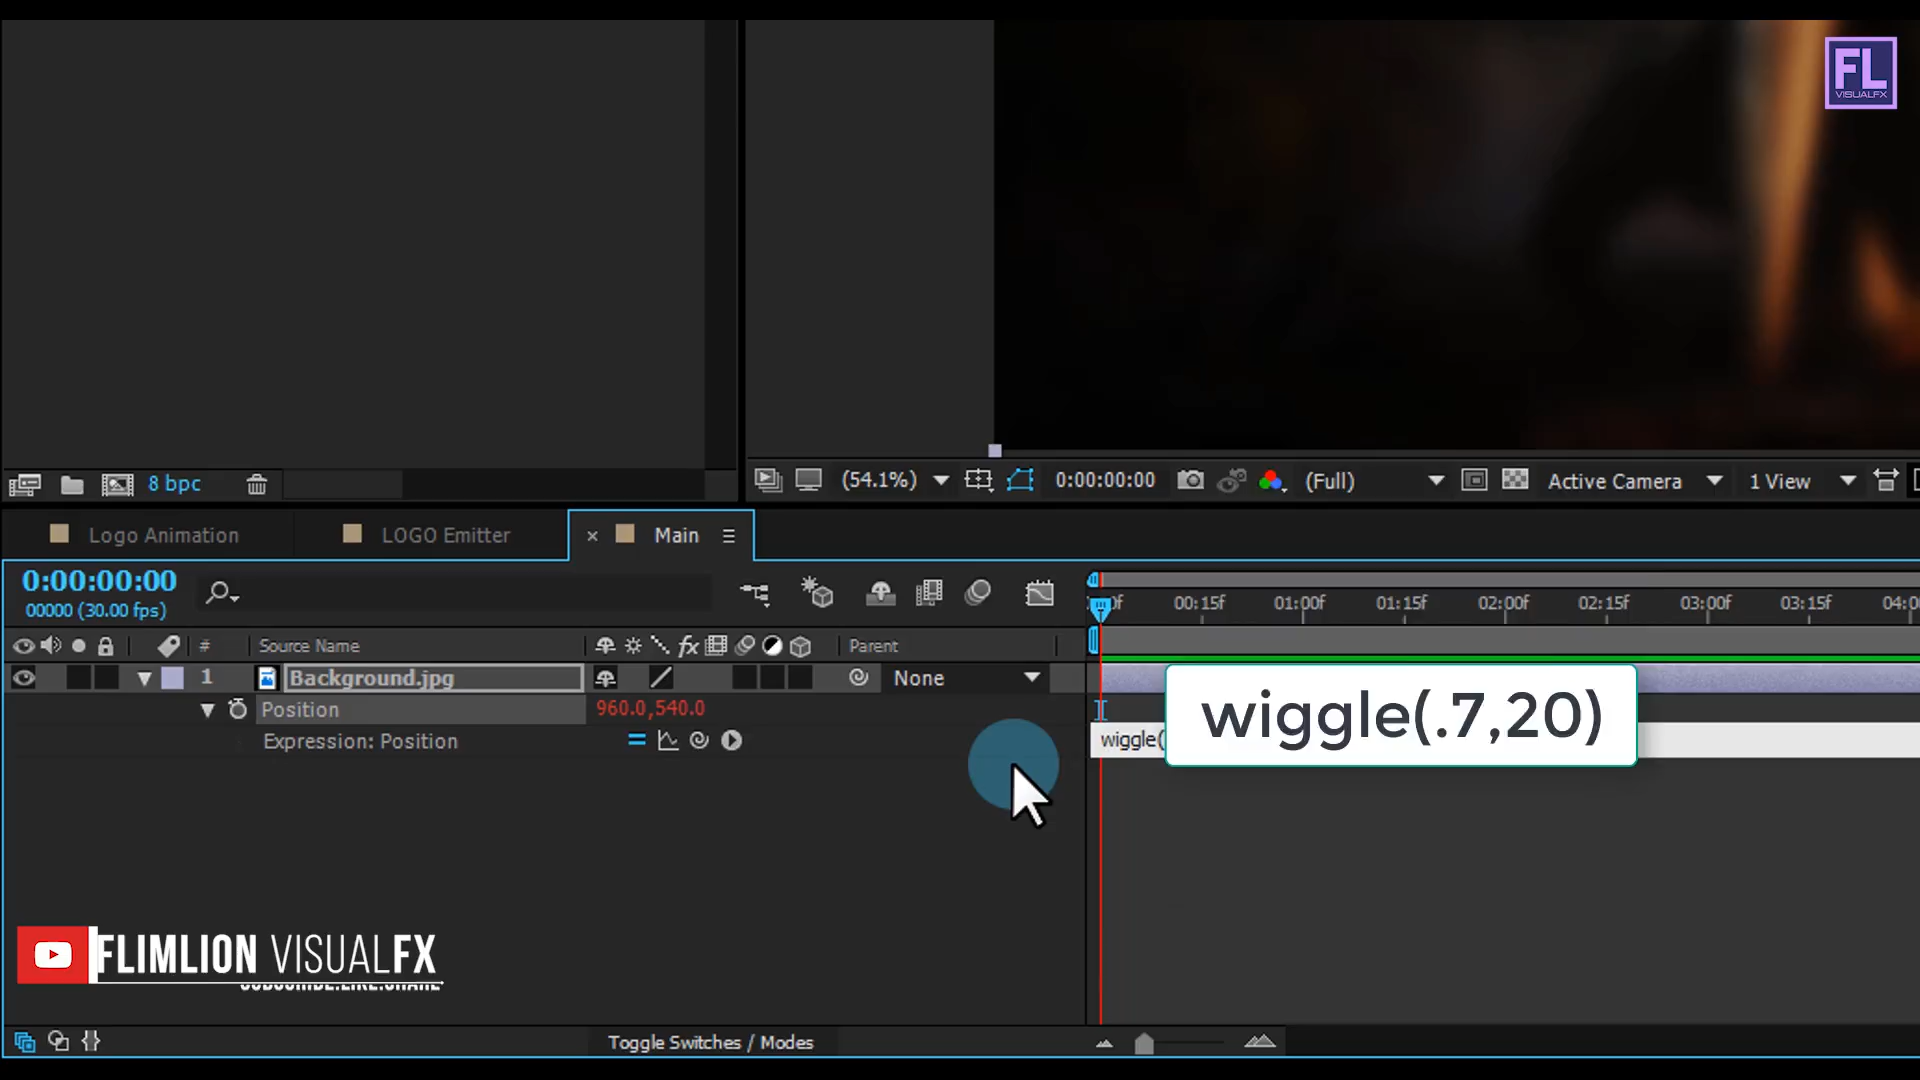 FL
VISUALFX
8 bpc
(54.1%)
0:00:00:00
(Full)
Active Camera
1 View
Logo Animation
LOGO Emitter
× Main
0:00:00:00
00000 (30.00 fps)
00:15f
01:00f
01:15f
02:00f
02:15f
03:00f
03:15f
#
Source Name
fx
Parent
1
Background.jpg
None
Position
960.0,540.0
wiggle(.7,20)
Expression: Position
wiggle(
FLIMLION VISUALFX
Toggle Switches / Modes